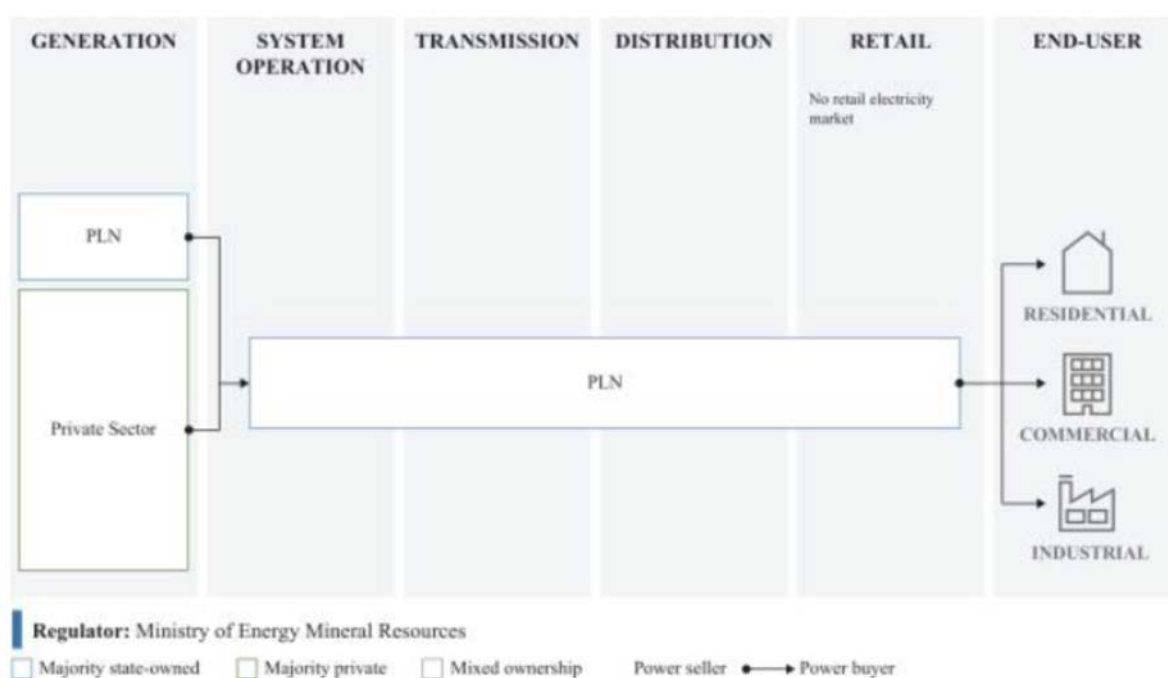 GENERATION
SYSTEM
OPERATION
TRANSMISSION
DISTRIBUTION
RETAIL
END-USER
No retail electricity
market
PLN
Private Sector
PLN
RESIDENTIAL
COMMERCIAL
INDUSTRIAL
Regulator: Ministry of Energy Mineral Resources
Majority state-owned Majority private Mixed ownership Power seller Power buyer